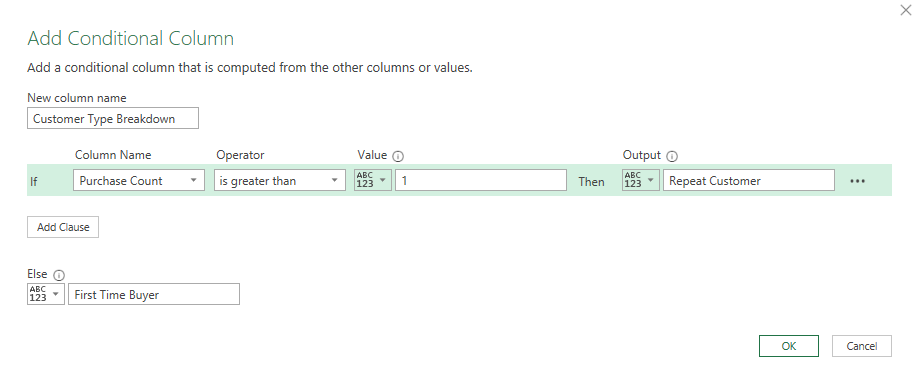 Add Conditional Column
Add a conditional column that is computed from the other columns or values.
New column name
Customer Type Breakdown
Column Name Operator Value Output
If Purchase Count is greater than ABC 123 1 Then ABC 123 Repeat Customer ...
Add Clause
Else
ABC 123 First Time Buyer
OK Cancel